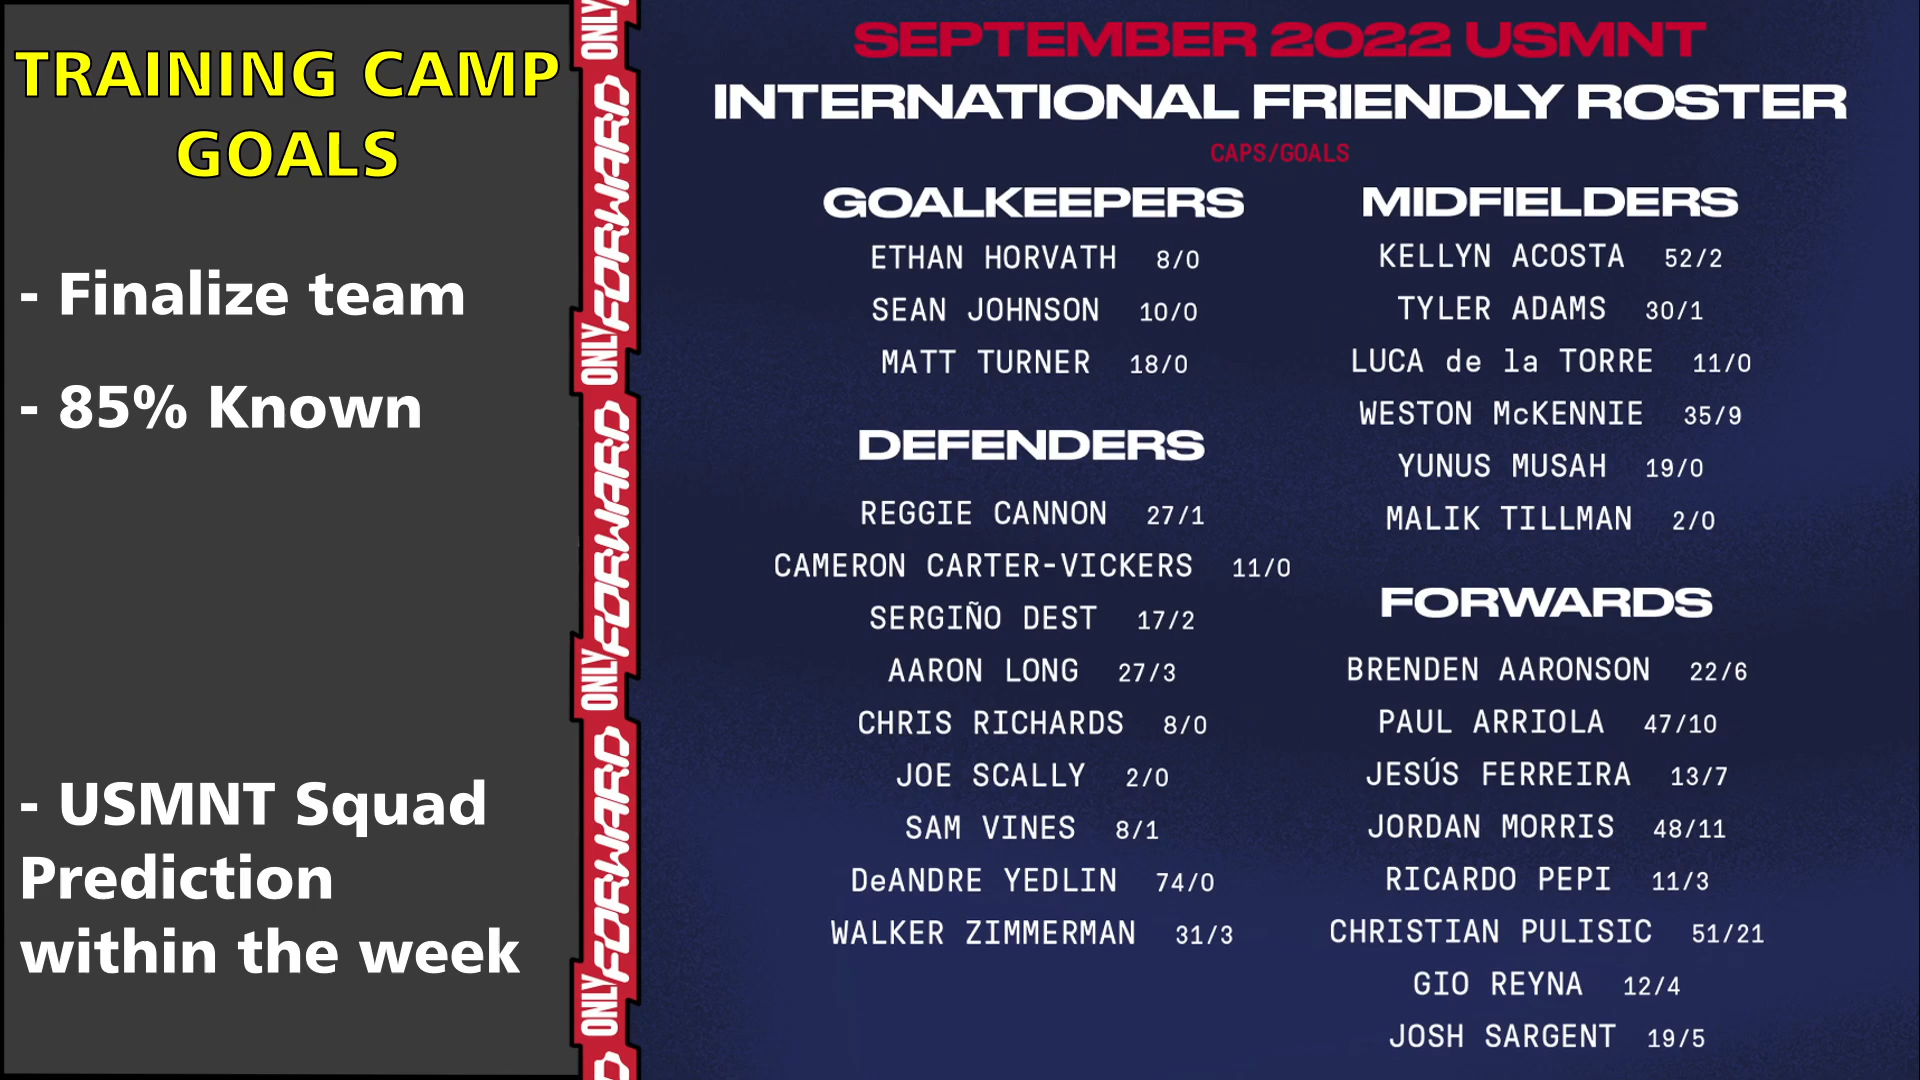 TRAINING CAMP
GOALS
- Finalize team
- 85% Known
- USMNT Squad
Prediction
within the week
ONLY FORWARD ONLY FORWARD ONLY FORWARD ONLY
SEPTEMBER 2022 USMNT
INTERNATIONAL FRIENDLY ROSTER
CAPS/GOALS
GOALKEEPERS
ETHAN HORVATH 8/0
SEAN JOHNSON 10/0
MATT TURNER 18/0
DEFENDERS
REGGIE CANNON 27/1
CAMERON CARTER-VICKERS 11/0
SERGIÑO DEST 17/2
AARON LONG 27/3
CHRIS RICHARDS 8/0
JOE SCALLY 2/0
SAM VINES 8/1
DeANDRE YEDLIN 74/0
WALKER ZIMMERMAN 31/3
MIDFIELDERS
KELLYN ACOSTA 52/2
TYLER ADAMS 30/1
LUCA de la TORRE 11/0
WESTON McKENNIE 35/9
YUNUS MUSAH 19/0
MALIK TILLMAN 2/0
FORWARDS
BRENDEN AARONSON 22/6
PAUL ARRIOLA 47/10
JESÚS FERREIRA 13/7
JORDAN MORRIS 48/11
RICARDO PEPI 11/3
CHRISTIAN PULISIC 51/21
GIO REYNA 12/4
JOSH SARGENT 19/5